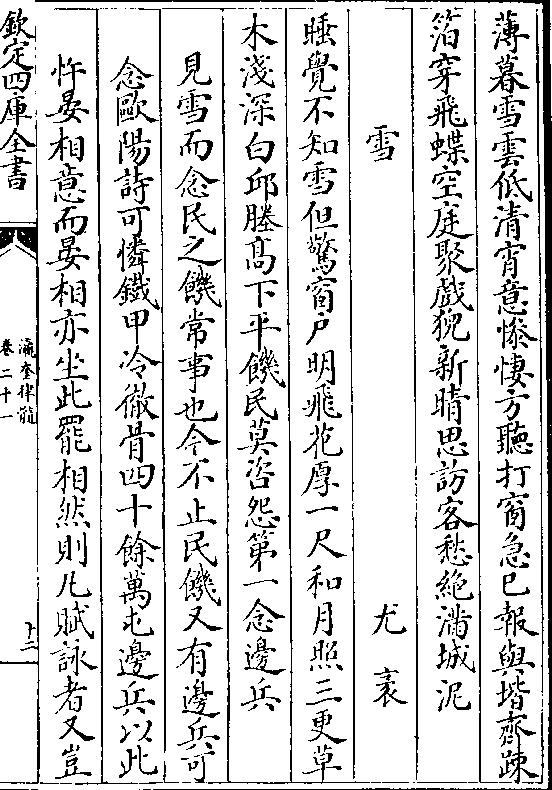 薄暮雪雲低清宵意慘悽方聽打窗急已報與堦齊疎
箔穿飛蝶空庭聚戲猊新晴思訪客愁絶滿城泥
雪 尤袤
睡覺不知雪但驚窗户明飛花厚一尺和月照三更草
木淺深白邱塍髙下平饑民莫咨怨第一念邊兵
見雪而念民之饑常事也今不止民饑又有邊兵可
念歐陽詩可憐鐵甲冷徹骨四十餘萬屯邊兵以此
忤晏相意而晏相亦坐此罷相然則凡賦詠者又豈
欽定四庫全書
瀛奎律髓
卷二十一
十二